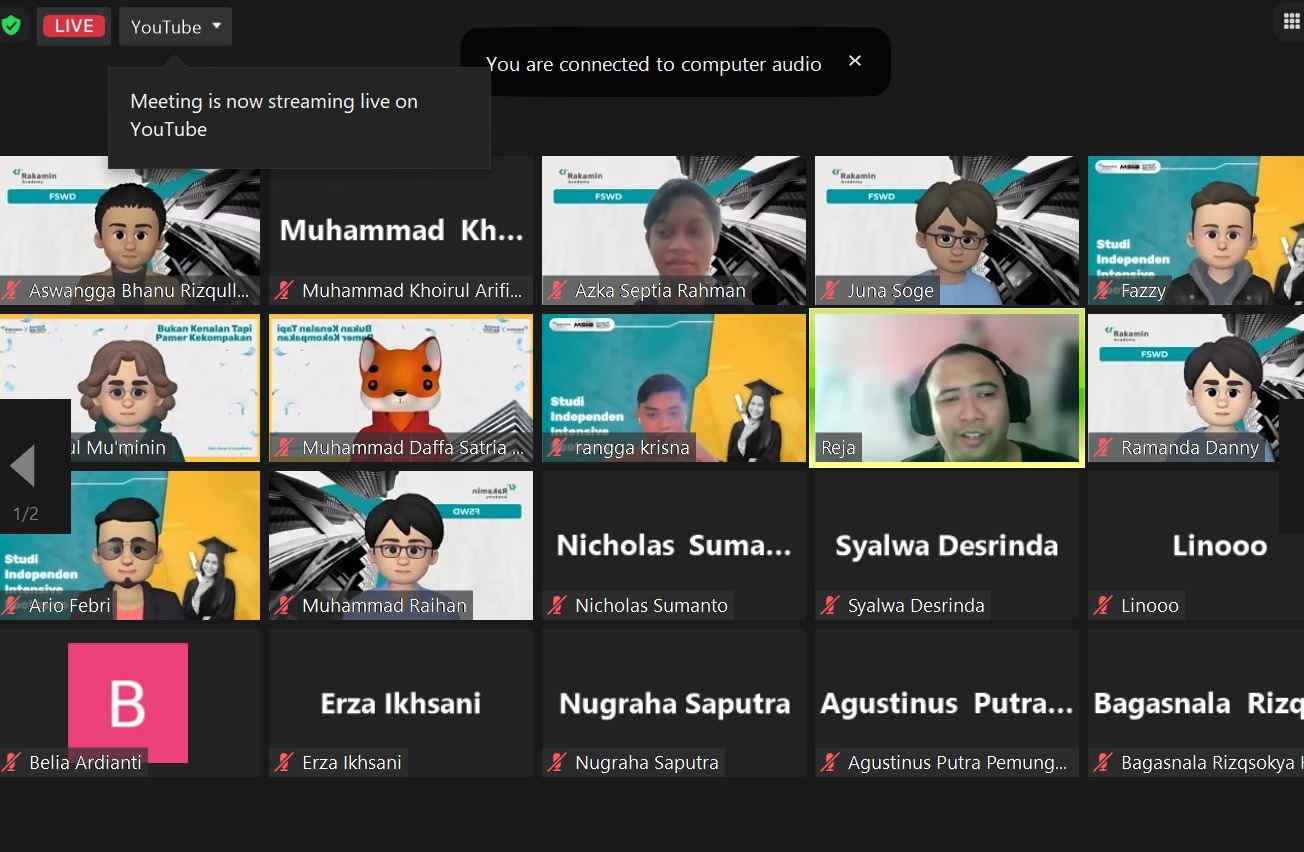 LIVE
YouTube
You are connected to computer audio
Meeting is now streaming live on
YouTube
Rakamin
Academy
FSWD
Aswangga Bhanu Rizqull...
Muhammad Kh...
Muhammad Khoirul Arifi...
Rakamin
Academy
FSWD
Azka Septia Rahman
Rakamin
Academy
FSWD
Juna Soge
MSIB
Studi
Independen
Intensive
Fazzy
Bukan Kenalan Tapi
Pamer Kekompakan
ul Mu'minin
Bukan Kenalan Tapi
Pamer Kekompakan
Muhammad Daffa Satria ...
MSIB
Studi
Independen
rangga krisna
Reja
Rakamin
Academy
FSWD
Ramanda Danny
1/2
Studi
Independen
Intensive
Ario Febri
Rakamin
Academy
FSWD
Muhammad Raihan
Nicholas Suma...
Nicholas Sumanto
Syalwa Desrinda
Syalwa Desrinda
Linooo
Linooo
B
Belia Ardianti
Erza Ikhsani
Erza Ikhsani
Nugraha Saputra
Nugraha Saputra
Agustinus Putra...
Agustinus Putra Pemung...
Bagasnala Rizq
Bagasnala Rizqsokya